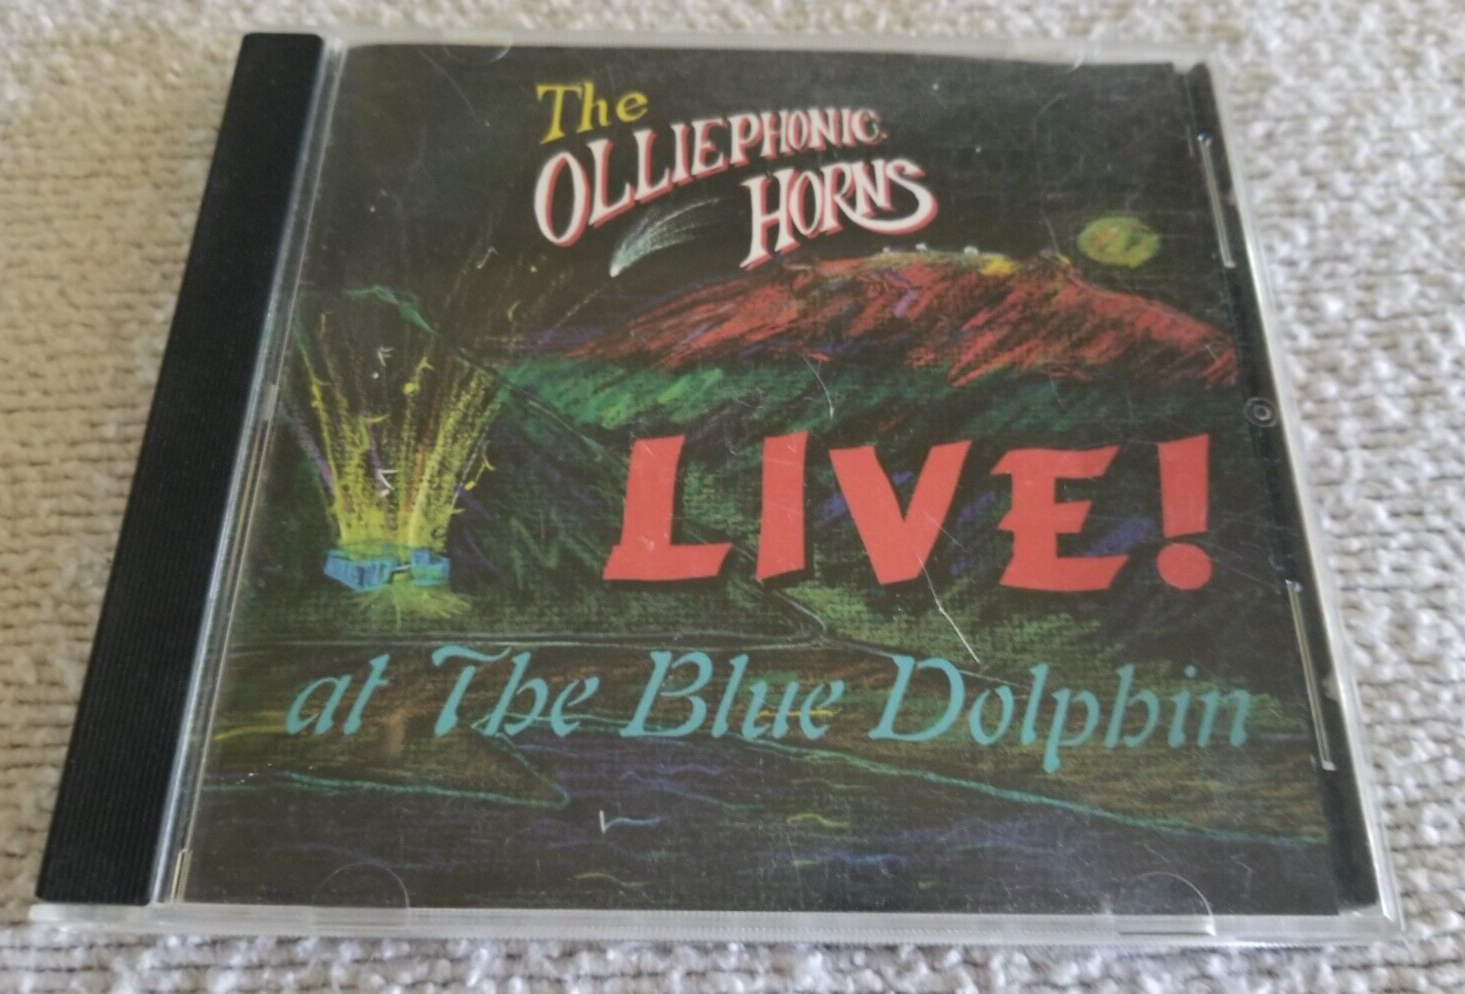 The
OLLIEPHONIC
HORNS
LIVE!
at The Blue Dolphin